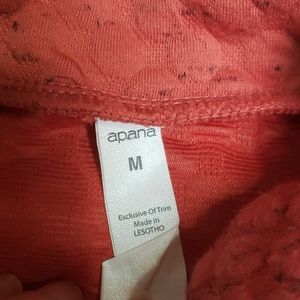 apana
M
Exclusive Of Trim
Made in
LESOTHO